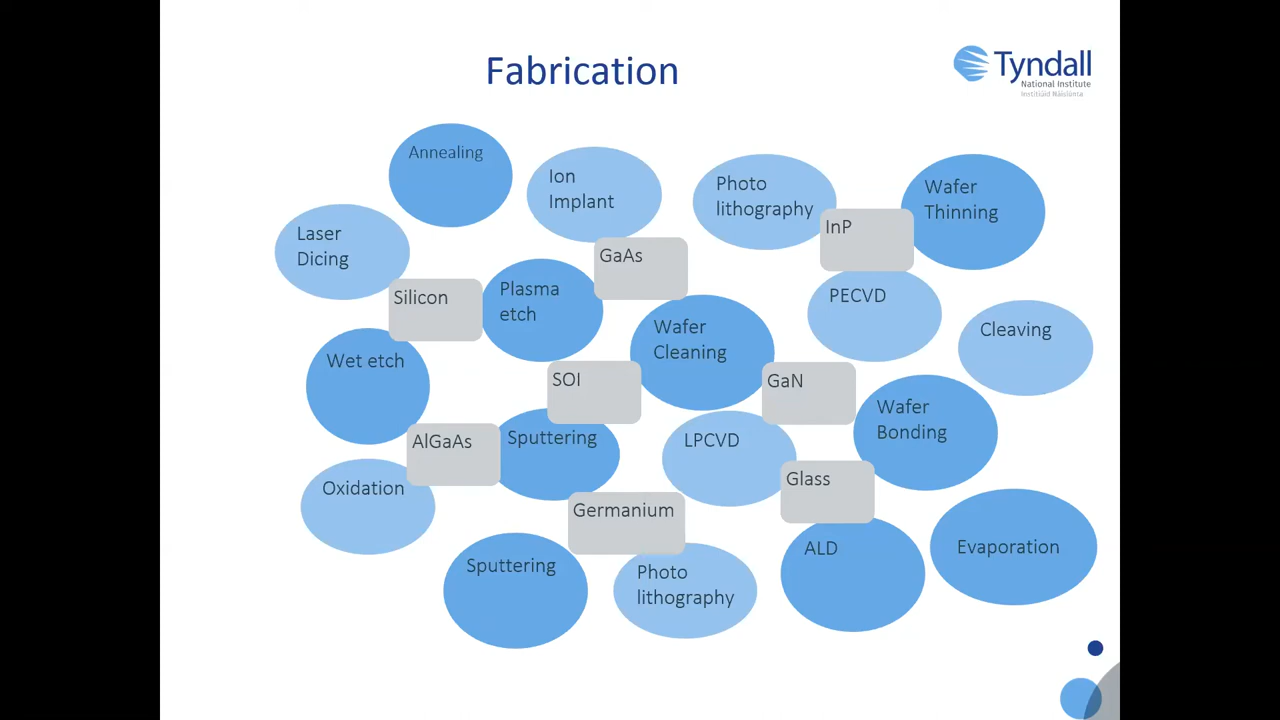 Fabrication
Tyndall
National Institute
Institiúid Náisiúnta
Annealing
Ion
Implant
Photo
lithography
Wafer
Thinning
Laser
Dicing
GaAs
InP
Silicon
Plasma
etch
PECVD
Wafer
Cleaning
Cleaving
Wet etch
SOI
GaN
Wafer
Bonding
AlGaAs
Sputtering
LPCVD
Oxidation
Glass
Germanium
Sputtering
Photo
lithography
ALD
Evaporation